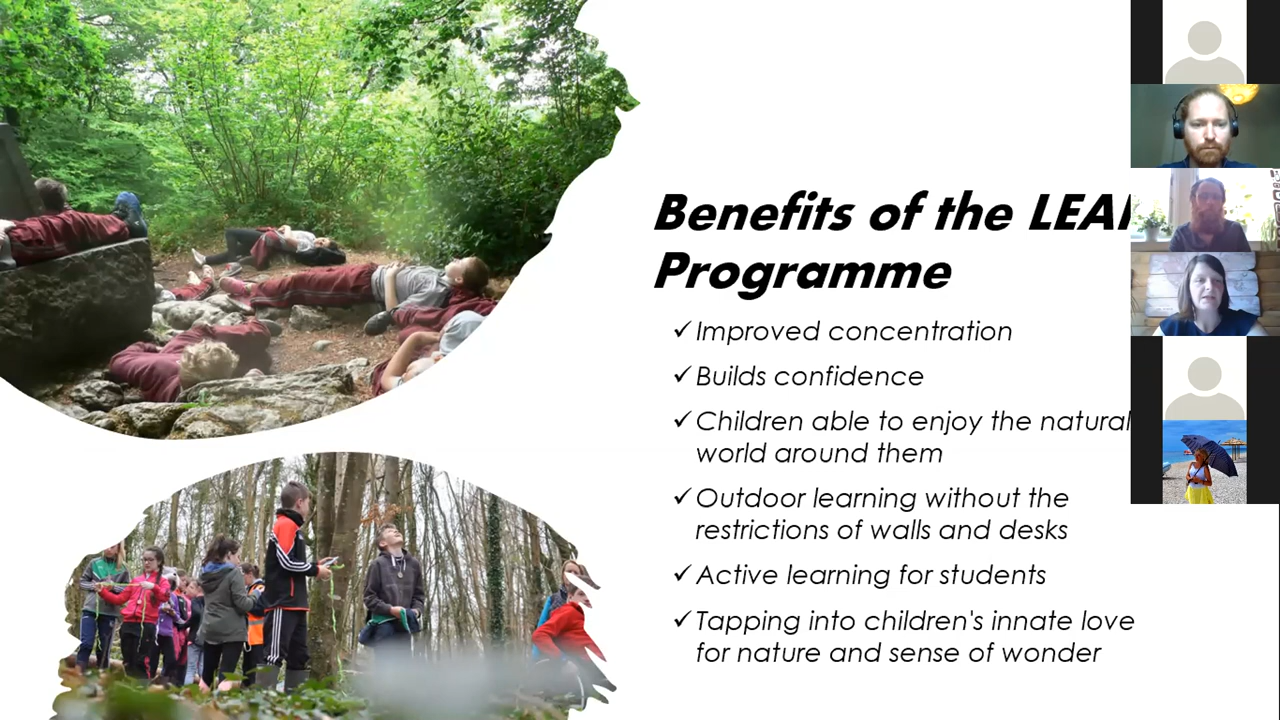 Benefits of the
Programme
✓ Improved concentration
✓ Builds confidence
✓ Children able to enjoy the natural
world around them
✓ Outdoor learning without the
restrictions of walls and desks
✓ Active learning for students
✓ Tapping into children's innate love
for nature and sense of wonder